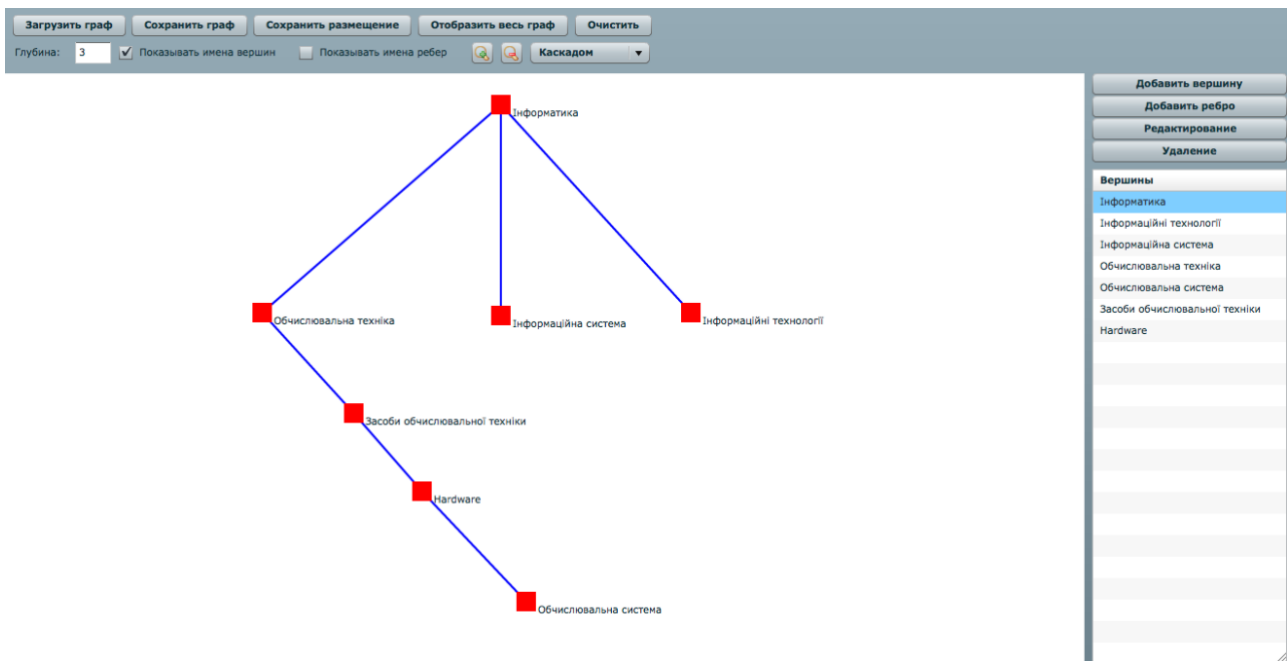 Загрузить граф Сохранить граф Сохранить размещение Отобразить весь граф Очистить
Глубина: 3 Показывать имена вершин Показывать имена ребер Каскадом
Інформатика
Обчислювальна техніка
Інформаційна система
Інформаційні технології
Засоби обчислювальної техніки
Hardware
Обчислювальна система
Добавить вершину
Добавить ребро
Редактирование
Удаление
Вершины
Інформатика
Інформаційні технології
Інформаційна система
Обчислювальна техніка
Обчислювальна система
Засоби обчислювальної техніки
Hardware